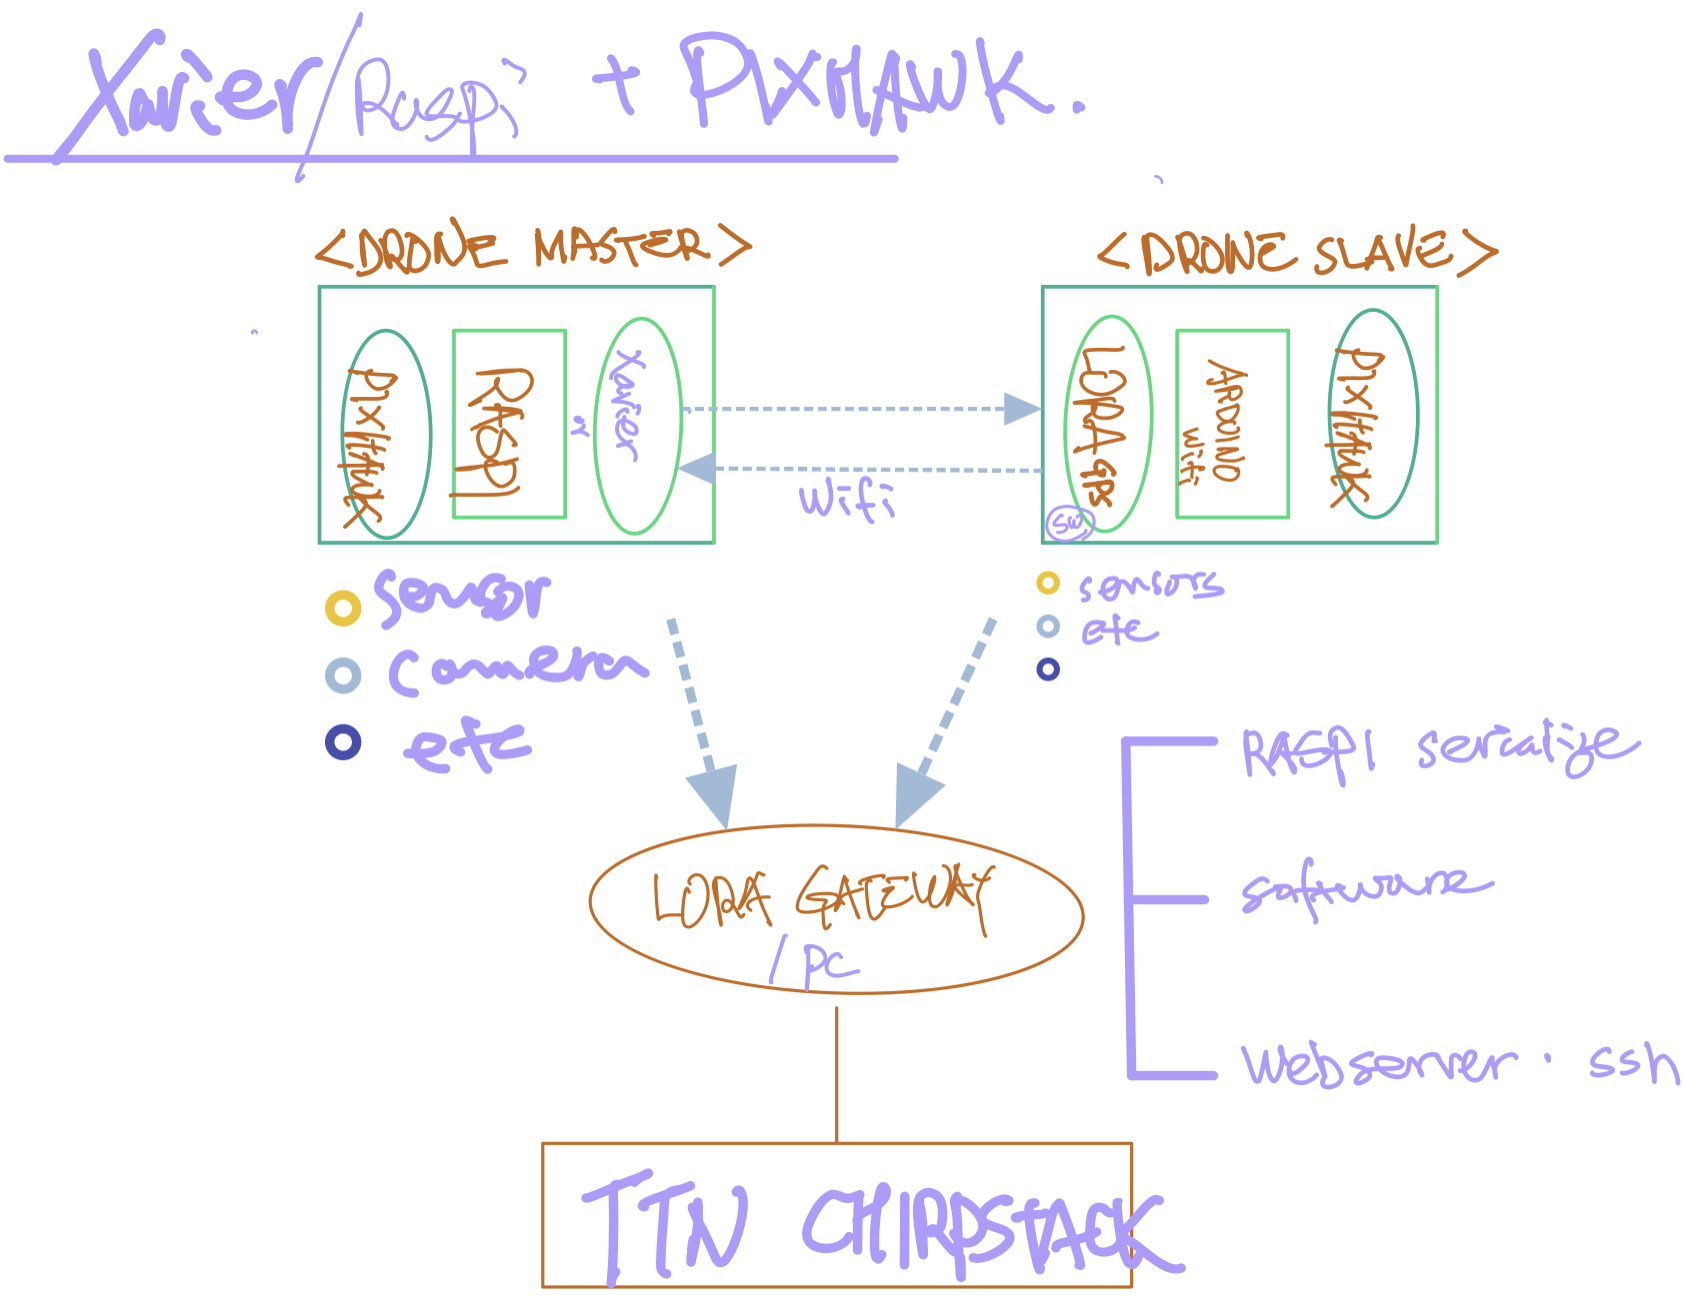 Xavier/Raspi + PIXHAWK.
<DRONE MASTER>
<DRONE SLAVE>
PIXHAWK
RASPI
or
Xavier
Wifi
LORA GPS
SW
ARDOINO
Wifi
PIXHAWK
sensor
camera
etc
sensors
etc
RASPI serialize
software
Webserver · ssh
LORA GATEWAY
/ PC
TTN CHIRPSTACK